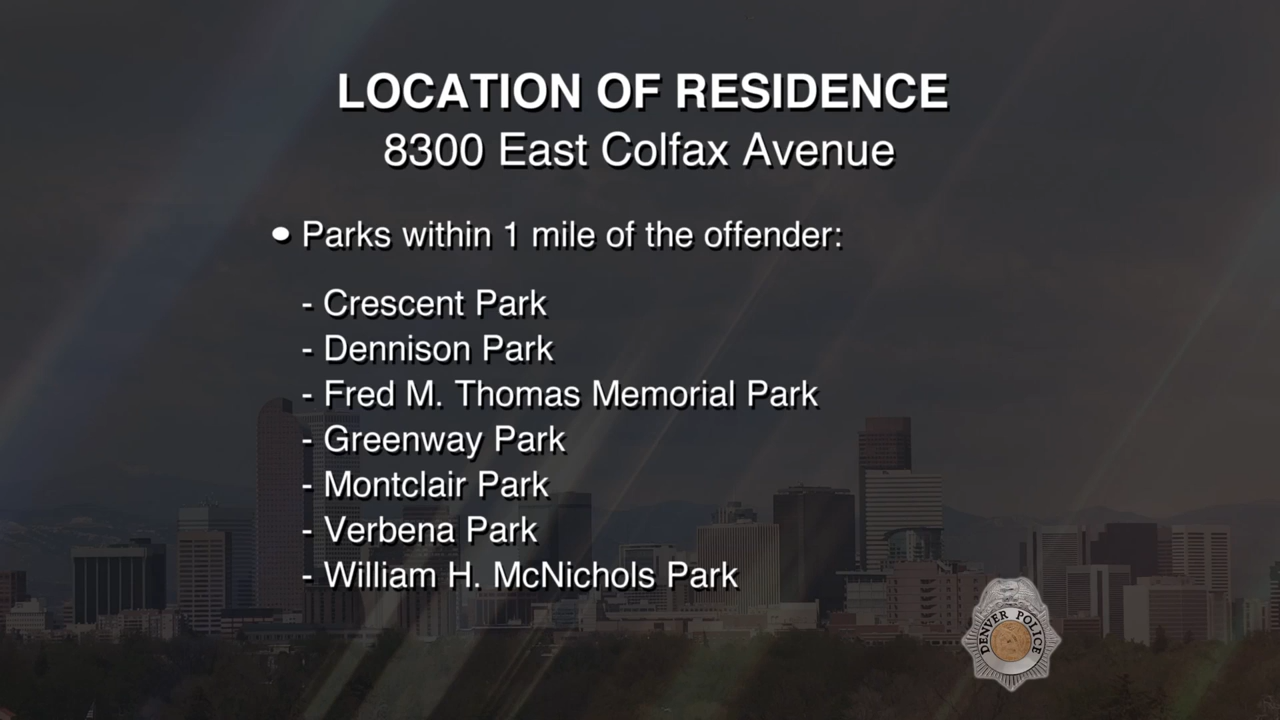 LOCATION OF RESIDENCE
8300 East Colfax Avenue
• Parks within 1 mile of the offender:
- Crescent Park
- Dennison Park
- Fred M. Thomas Memorial Park
- Greenway Park
- Montclair Park
- Verbena Park
- William H. McNichols Park
DENVER POLICE